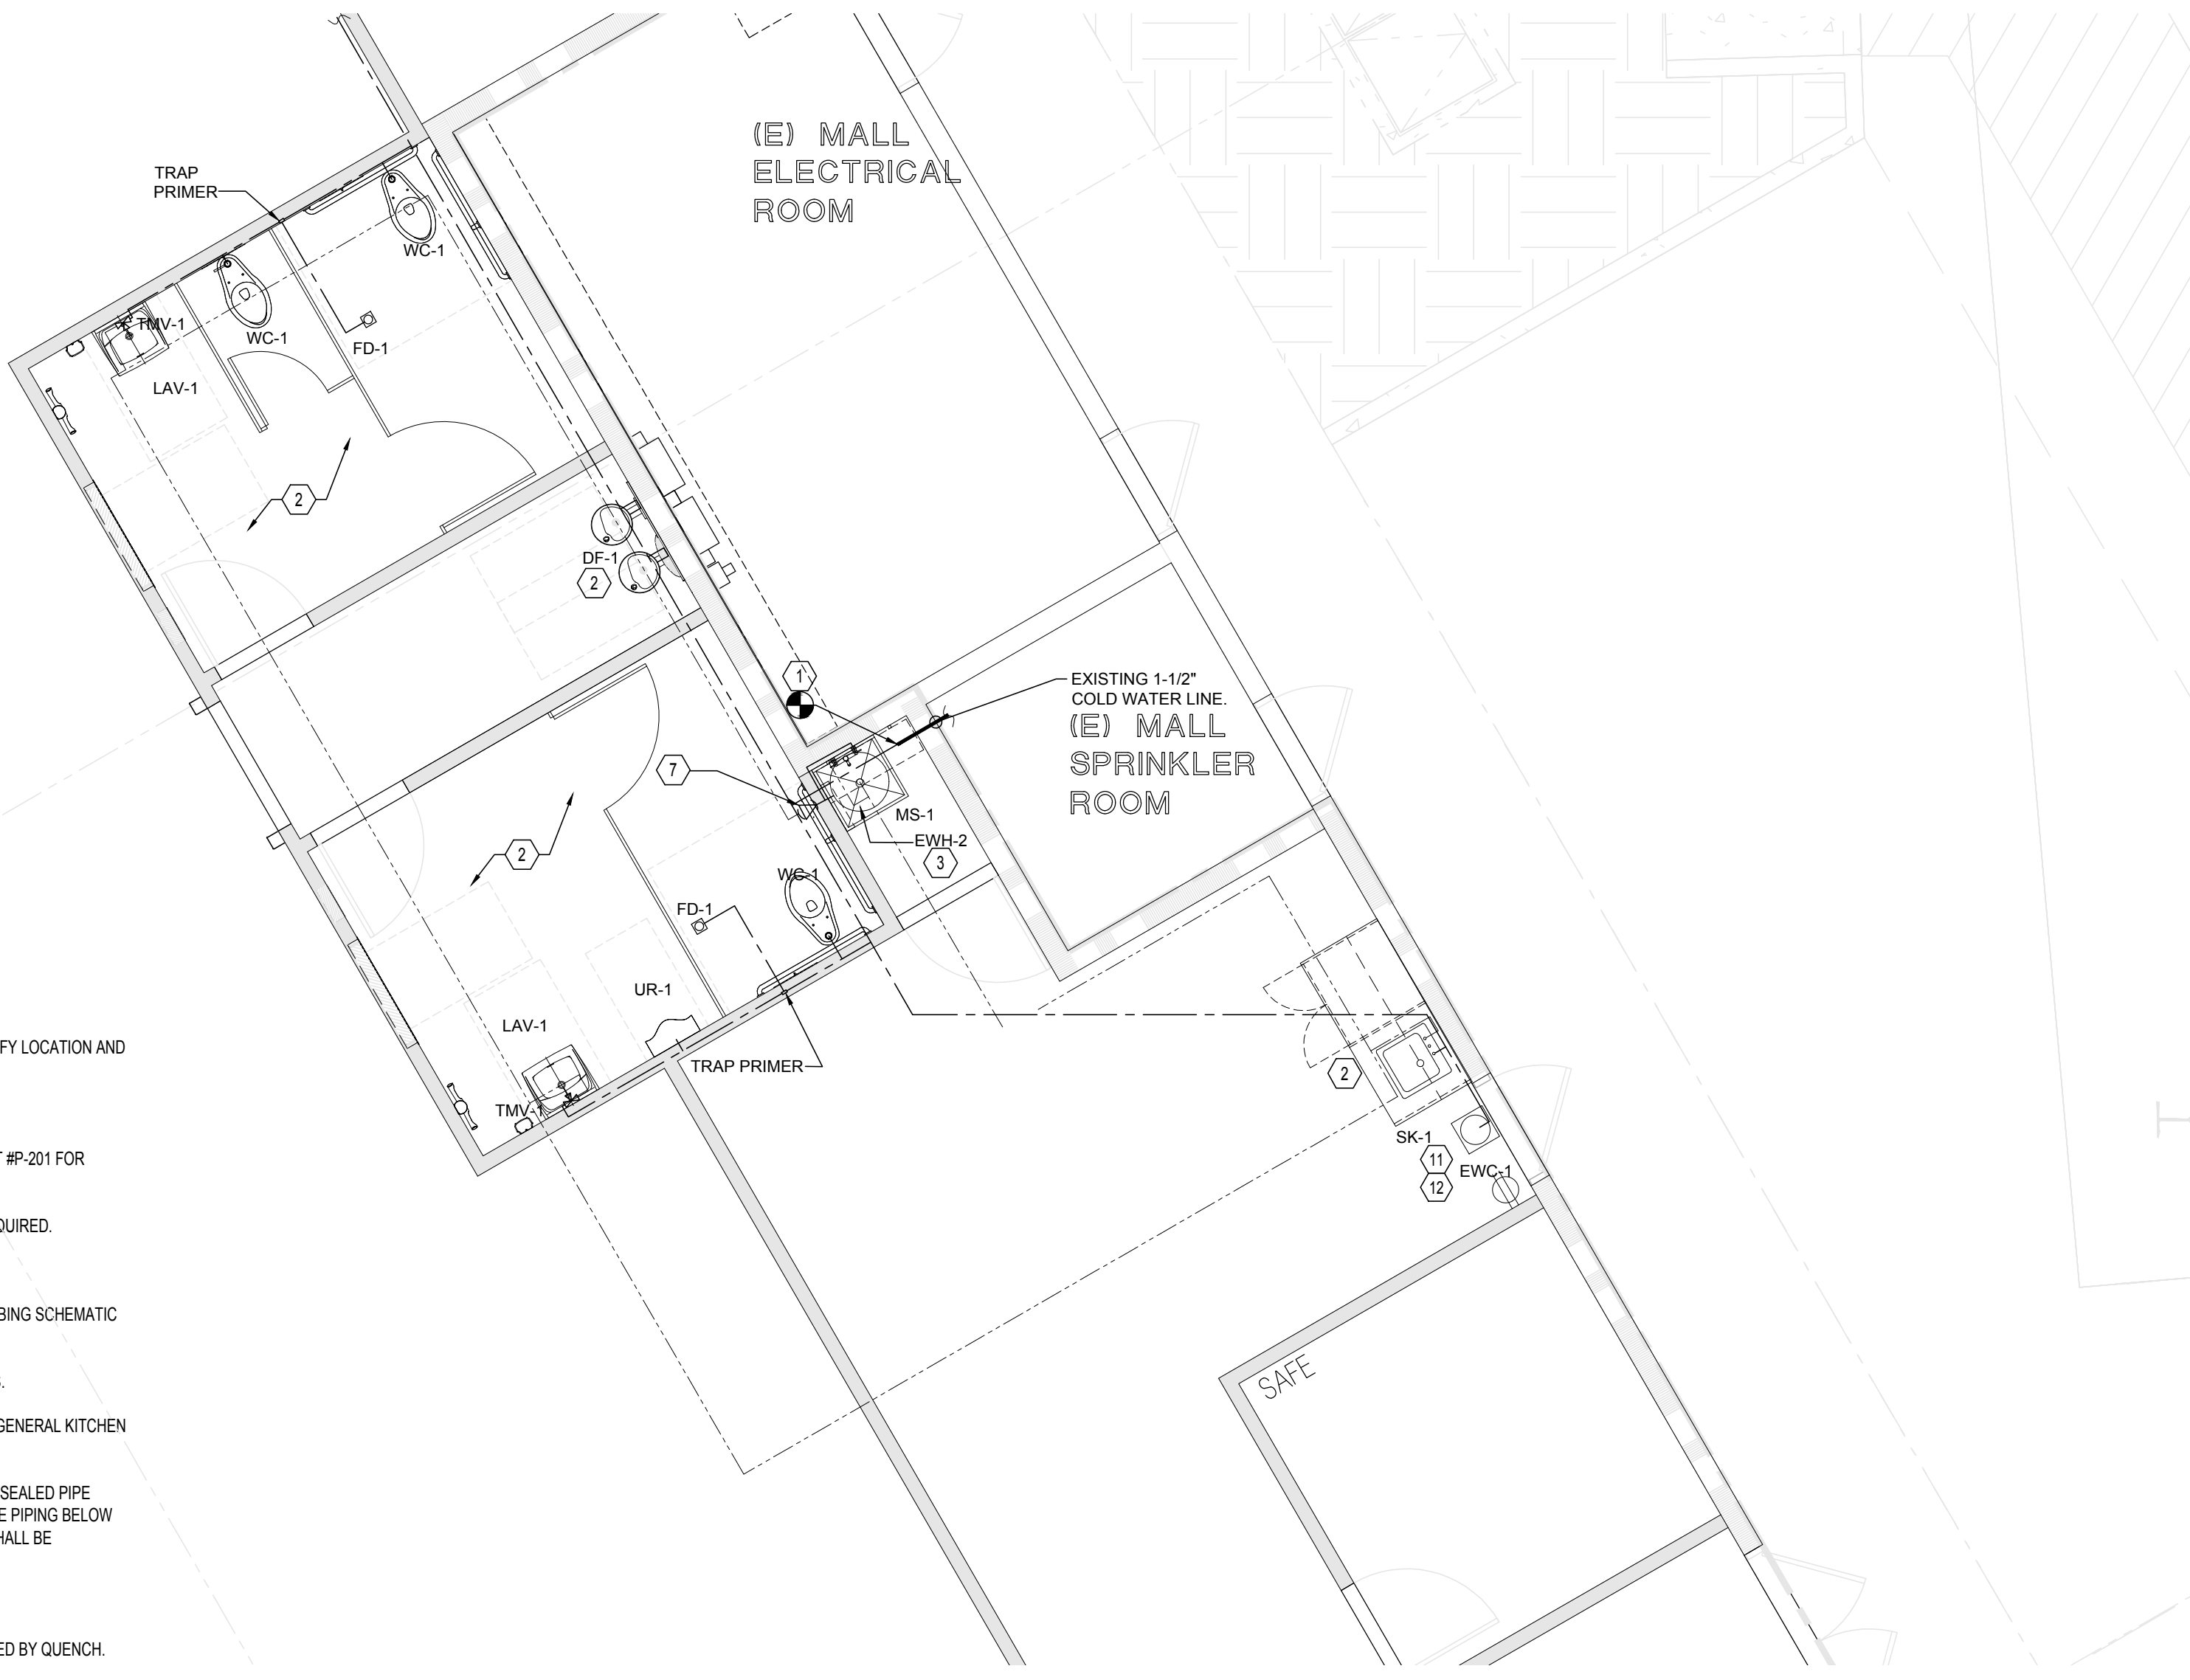 (E) MALL
ELECTRICAL
ROOM
TRAP
PRIMER
WC-1
TMV-1
WC-1
FD-1
LAV-1
2
DF-1
2
1
EXISTING 1-1/2"
COLD WATER LINE.
(E) MALL
SPRINKLER
ROOM
7
MS-1
EWH-2
3
2
WC-1
FD-1
UR-1
LAV-1
TRAP PRIMER
TMV-1
2
SK-1
11
12
EWC-1
SAFE
FY LOCATION AND
T #P-201 FOR
QUIRED.
BING SCHEMATIC
S.
GENERAL KITCHEN
SEALED PIPE
E PIPING BELOW
HALL BE
ED BY QUENCH.